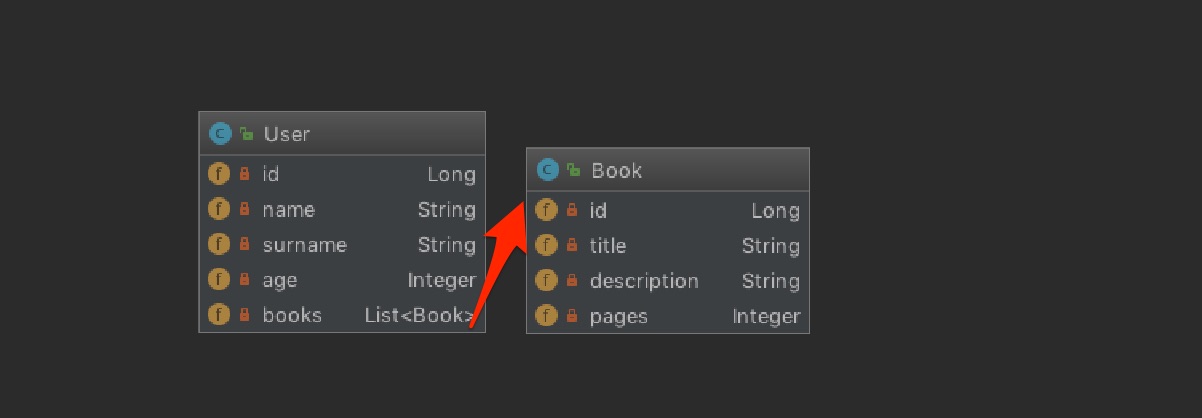 C User
f id Long
f name String
f surname String
f age Integer
f books List<Book>
C Book
f id Long
f title String
f description String
f pages Integer